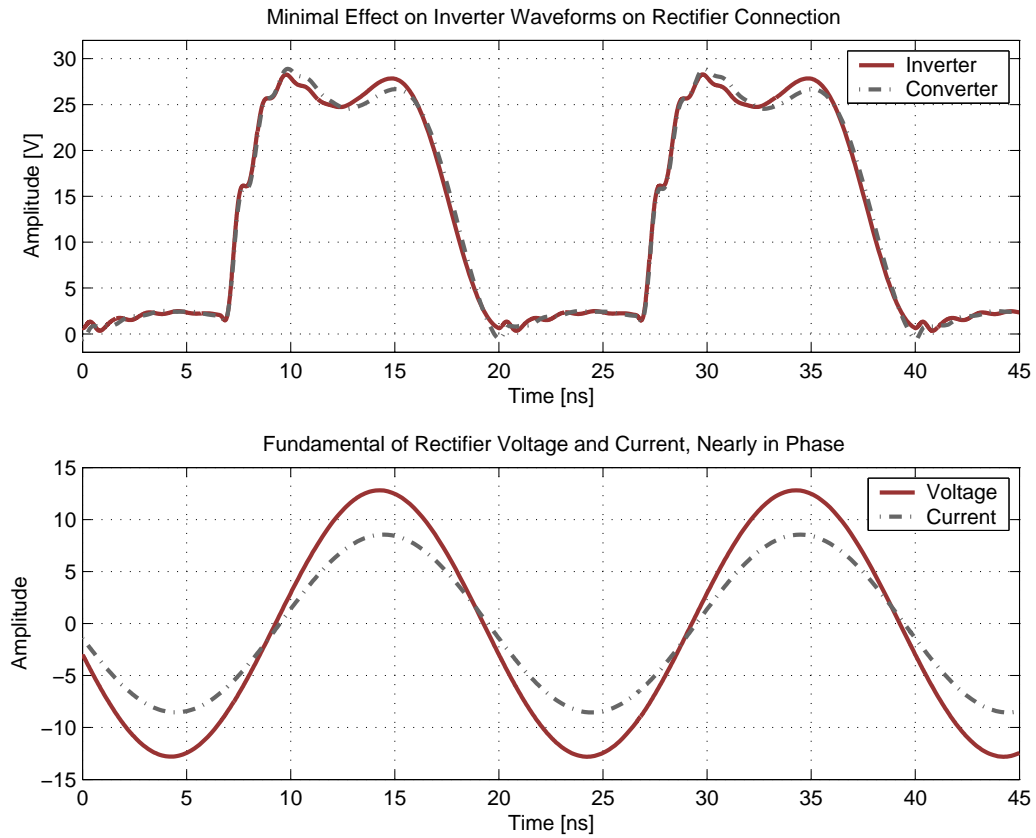 Minimal Effect on Inverter Waveforms on Rectifier Connection
Amplitude [V]
30
25
20
15
10
5
0
Inverter
Converter
0 5 10 15 20 25 30 35 40 45
Time [ns]
Fundamental of Rectifier Voltage and Current, Nearly in Phase
Amplitude
15
10
5
0
−5
−10
−15
Voltage
Current
0 5 10 15 20 25 30 35 40 45
Time [ns]